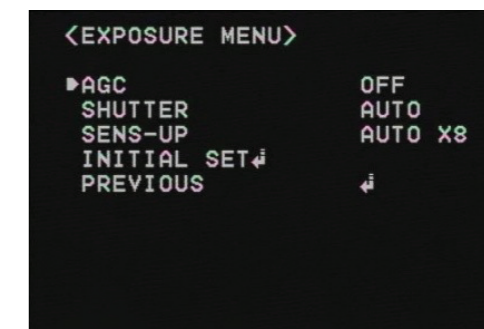 <EXPOSURE MENU>
▶AGC OFF
SHUTTER AUTO
SENS-UP AUTO X8
INITIAL SET↲
PREVIOUS ↲